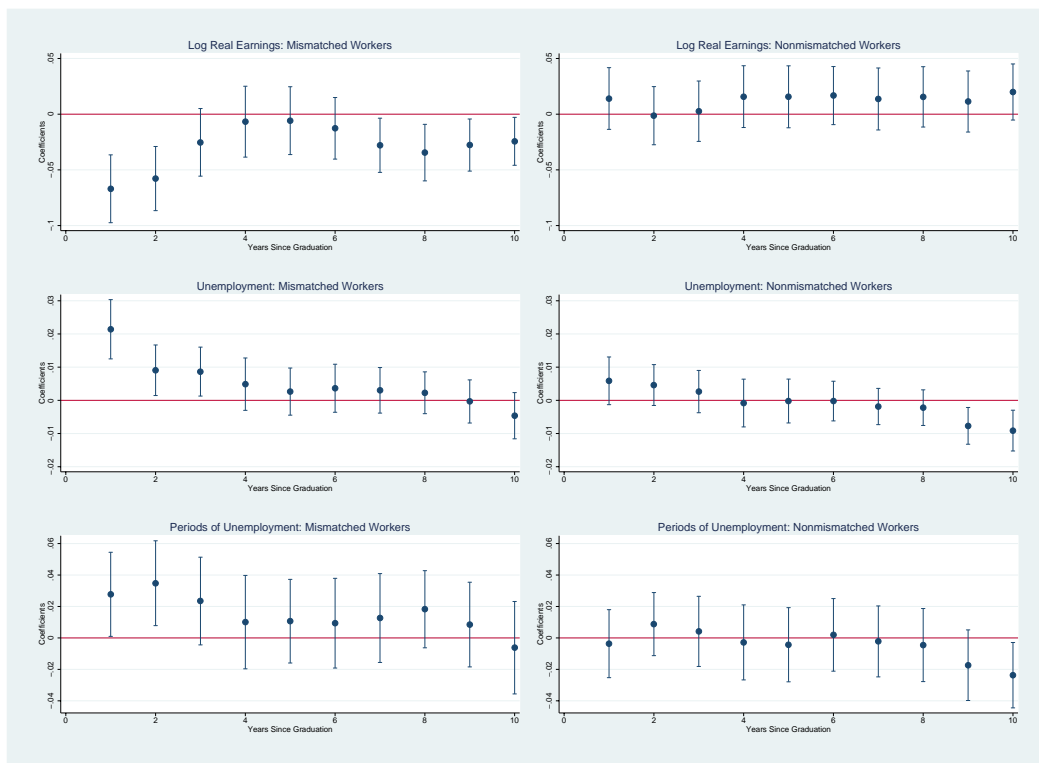 Log Real Earnings: Mismatched Workers
Coefficients
.05
0
-.05
-.1
0 2 4 6 8 10
Years Since Graduation
Log Real Earnings: Nonmismatched Workers
Coefficients
.05
0
-.05
-.1
0 2 4 6 8 10
Years Since Graduation
Unemployment: Mismatched Workers
Coefficients
.03
.02
.01
0
-.01
-.02
0 2 4 6 8 10
Years Since Graduation
Unemployment: Nonmismatched Workers
Coefficients
.03
.02
.01
0
-.01
-.02
0 2 4 6 8 10
Years Since Graduation
Periods of Unemployment: Mismatched Workers
Coefficients
.06
.04
.02
0
-.02
-.04
0 2 4 6 8 10
Years Since Graduation
Periods of Unemployment: Nonmismatched Workers
Coefficients
.06
.04
.02
0
-.02
-.04
0 2 4 6 8 10
Years Since Graduation